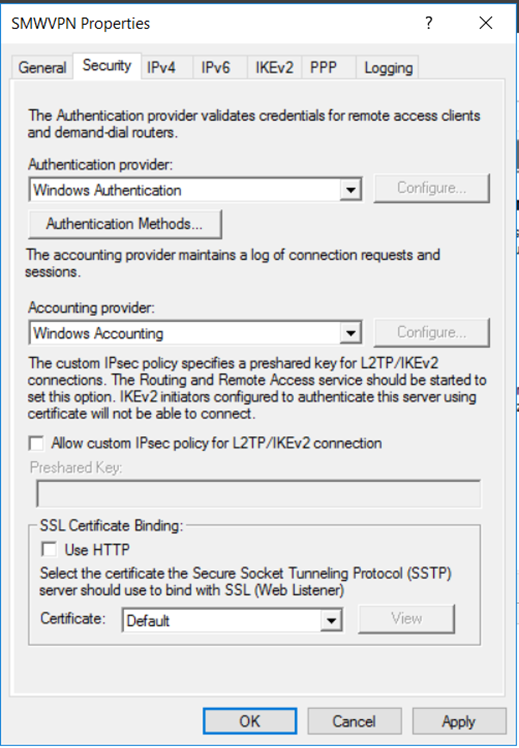 SMWVPN Properties
?
General Security IPv4 IPv6 IKEv2 PPP Logging
The Authentication provider validates credentials for remote access clients
and demand-dial routers.
Authentication provider:
Windows Authentication Configure...
Authentication Methods...
The accounting provider maintains a log of connection requests and
sessions.
Accounting provider:
Windows Accounting Configure...
The custom IPsec policy specifies a preshared key for L2TP/IKEv2
connections. The Routing and Remote Access service should be started to
set this option. IKEv2 initiators configured to authenticate this server using
certificate will not be able to connect.
Allow custom IPsec policy for L2TP/IKEv2 connection
Preshared Key:
SSL Certificate Binding:
Use HTTP
Select the certificate the Secure Socket Tunneling Protocol (SSTP)
server should use to bind with SSL (Web Listener)
Certificate: Default View
OK Cancel Apply